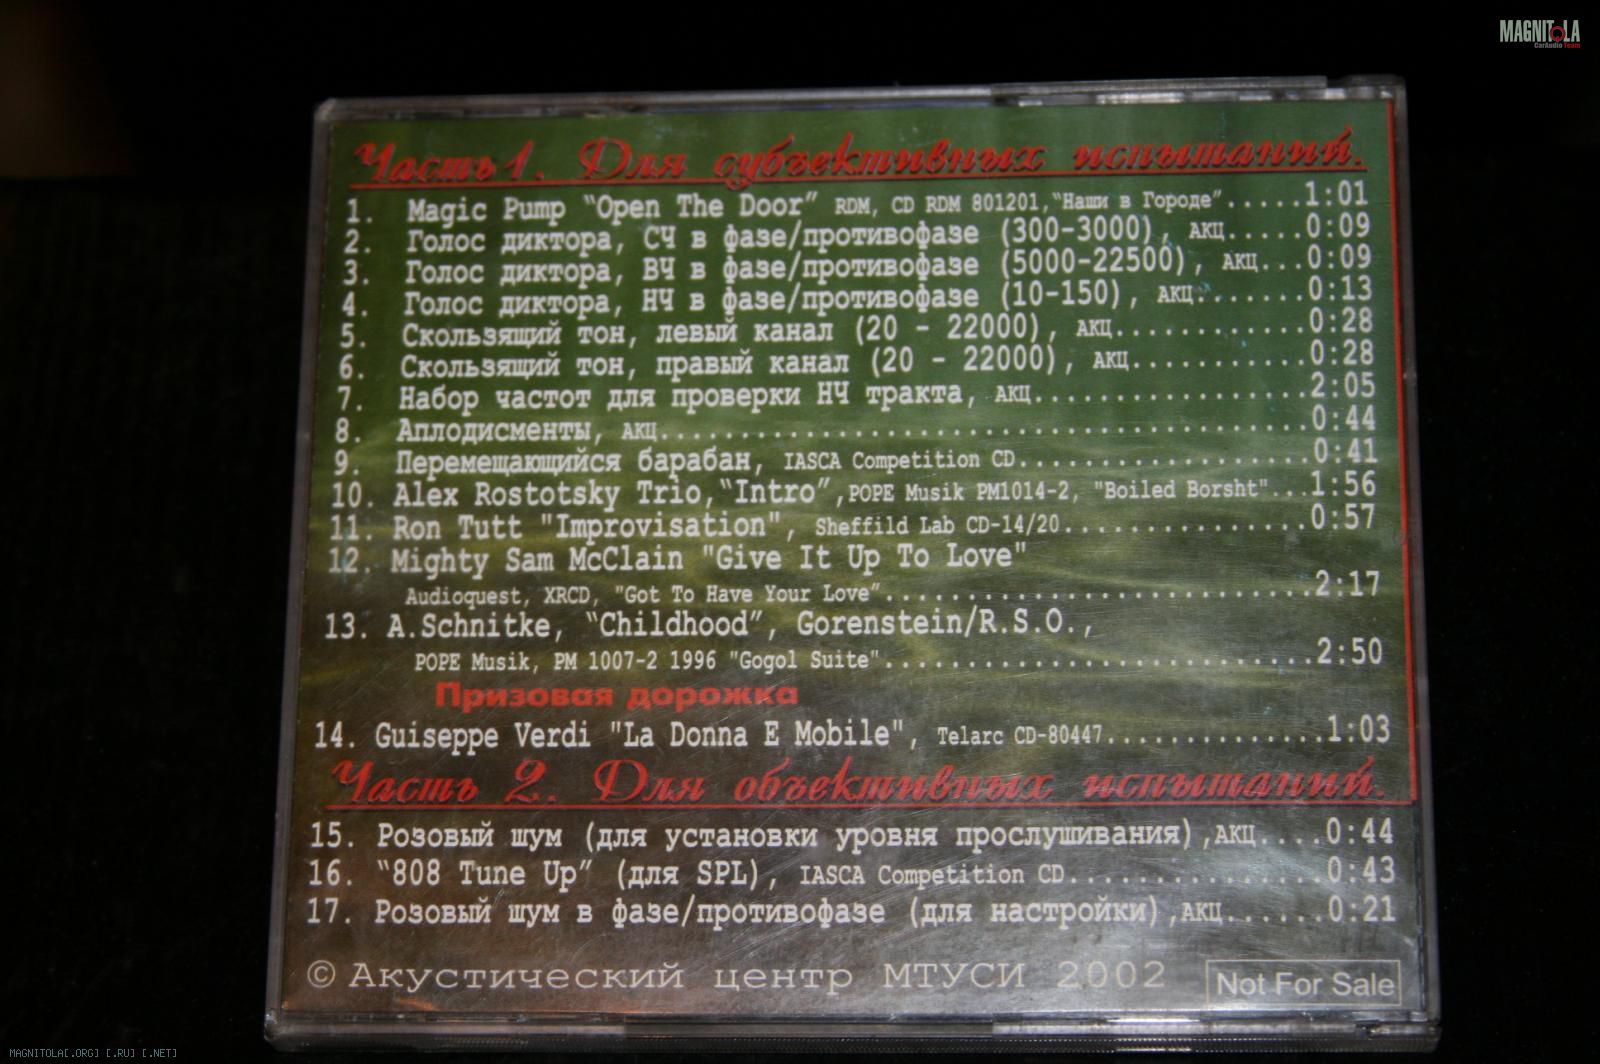 MAGNITOLA
CarAudio Team
Часть 1. Для субъективных испытаний.
1. Magic Pump “Open The Door” RDM, CD RDM 801201,“Наши в Городе”.....1:01
2. Голос диктора, СЧ в фазе/противофазе (300-3000), АКЦ.....0:09
3. Голос диктора, ВЧ в фазе/противофазе (5000-22500), АКЦ...0:09
4. Голос диктора, НЧ в фазе/противофазе (10-150), АКЦ........0:13
5. Скользящий тон, левый канал (20 - 22000), АКЦ............0:28
6. Скользящий тон, правый канал (20 - 22000), АКЦ...........0:28
7. Набор частот для проверки НЧ тракта, АКЦ.................2:05
8. Аплодисменты, АКЦ........................................0:44
9. Перемещающийся барабан, IASCA Competition CD..................0:41
10. Alex Rostotsky Trio,“Intro”,POPE Musik PM1014-2, "Boiled Borsht"...1:56
11. Ron Tutt "Improvisation", Sheffild Lab CD-14/20...............0:57
12. Mighty Sam McClain "Give It Up To Love"
Audioquest, XRCD, "Got To Have Your Love”..........................2:17
13. A.Schnitke, “Childhood”, Gorenstein/R.S.O.,
POPE Musik, PM 1007-2 1996 "Gogol Suite"..........................2:50
Призовая дорожка
14. Guiseppe Verdi "La Donna E Mobile", Telarc CD-80447.............1:03
Часть 2. Для объективных испытаний.
15. Розовый шум (для установки уровня прослушивания),АКЦ....0:44
16. “808 Tune Up” (для SPL), IASCA Competition CD...............0:43
17. Розовый шум в фазе/противофазе (для настройки),АКЦ......0:21
© Акустический центр МТУСИ 2002
Not For Sale
MAGNITOLA[.ORG] [.RU] [.NET]